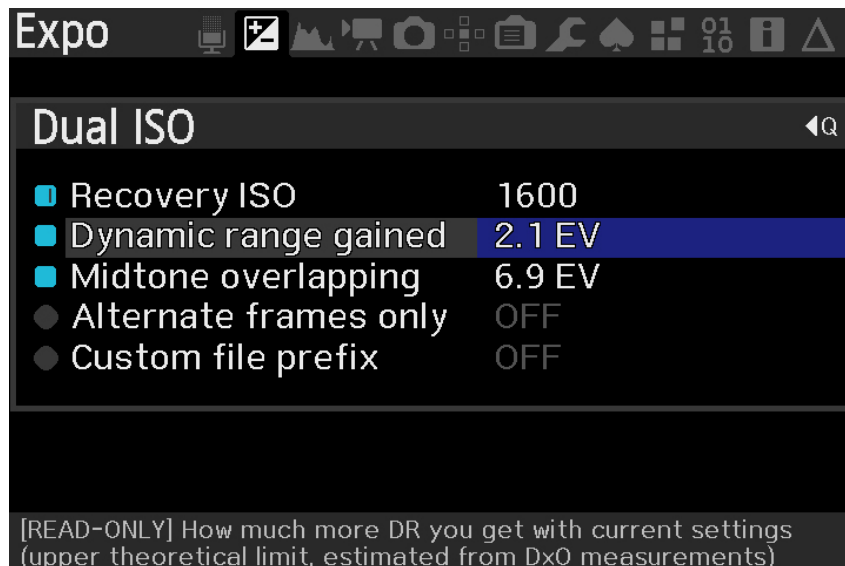 Expo
Dual ISO
Q
Recovery ISO 1600
Dynamic range gained 2.1 EV
Midtone overlapping 6.9 EV
Alternate frames only OFF
Custom file prefix OFF
[READ-ONLY] How much more DR you get with current settings
(upper theoretical limit, estimated from DxO measurements)